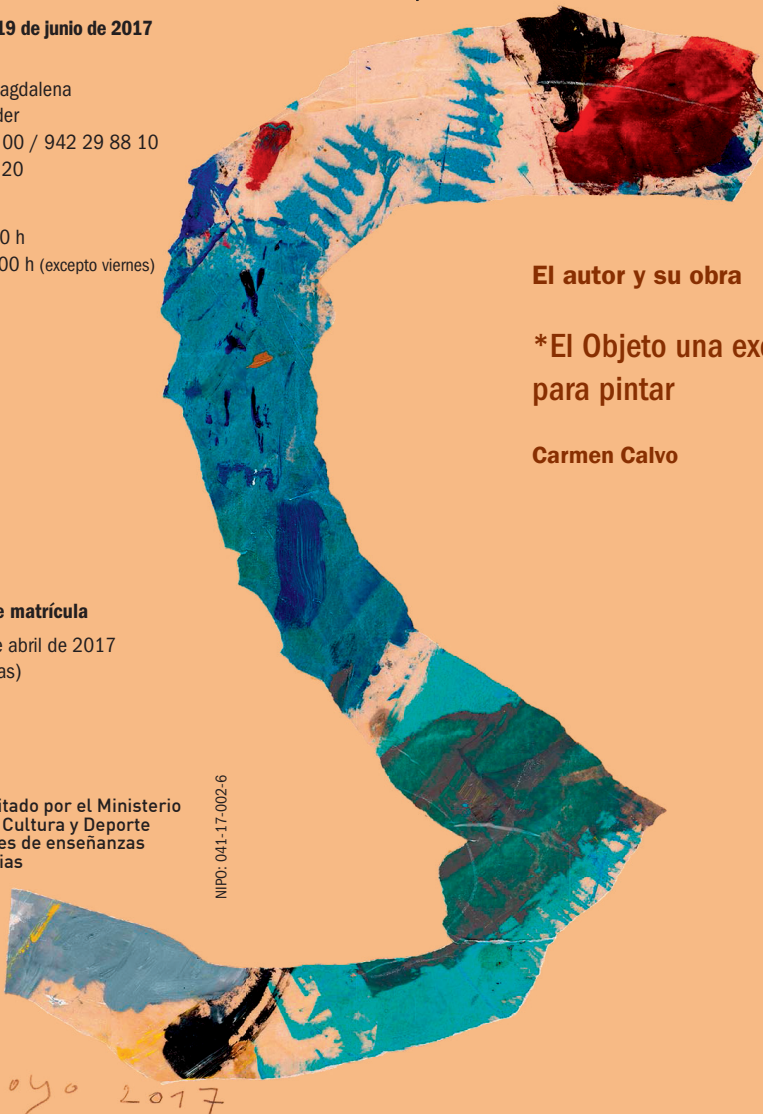 19 de junio de 2017
agdalena
der
00 / 942 29 88 10
20
0 h
00 h (excepto viernes)
El autor y su obra
*El Objeto una exc
para pintar
Carmen Calvo
e matrícula
e abril de 2017
as)
itado por el Ministerio
Cultura y Deporte
es de enseñanzas
ias
NIPO: 041-17-002-6
oyo 2017